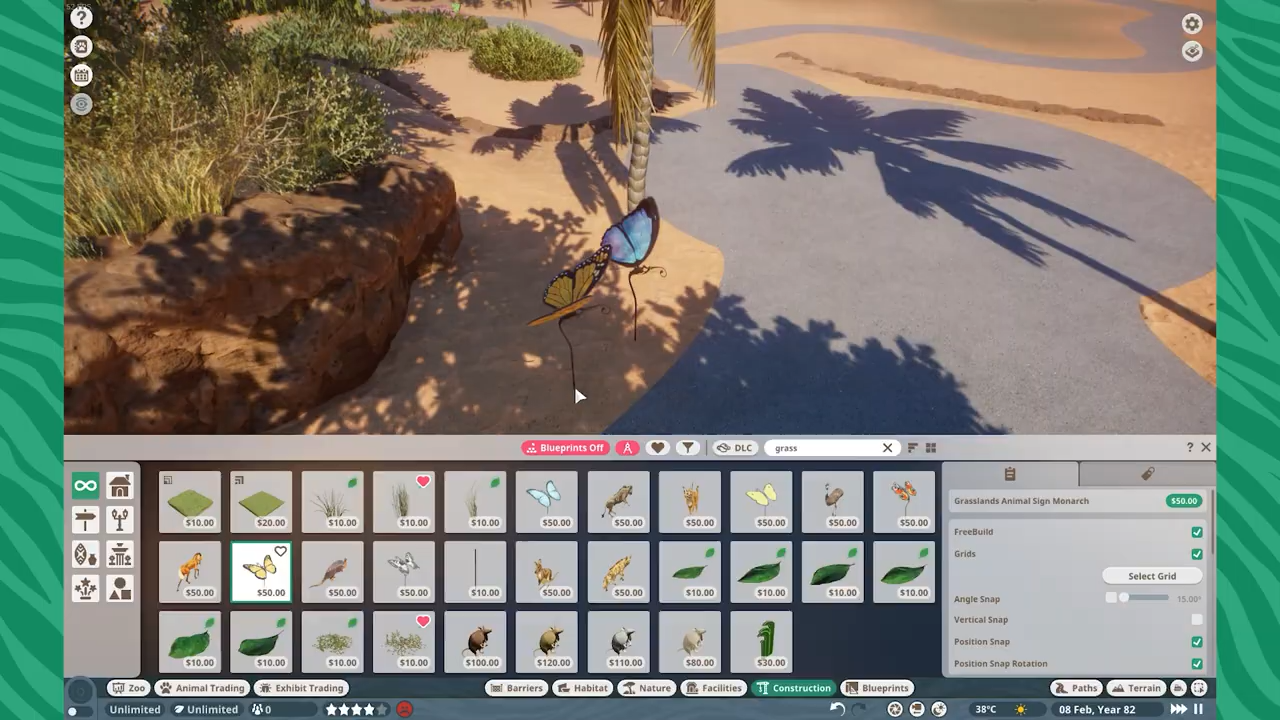 ?
Blueprints Off
DLC
grass
?
$10.00 $20.00 $10.00 $10.00 $10.00 $50.00 $50.00 $50.00 $50.00 $50.00 $50.00
$50.00 $50.00 $50.00 $50.00 $10.00 $50.00 $50.00 $10.00 $10.00 $10.00 $10.00
$10.00 $10.00 $10.00 $10.00 $100.00 $120.00 $110.00 $80.00 $30.00
Grasslands Animal Sign Monarch $50.00
FreeBuild
Grids
Select Grid
Angle Snap 15.00°
Vertical Snap
Position Snap
Position Snap Rotation
Zoo Animal Trading Exhibit Trading Barriers Habitat Nature Facilities Construction Blueprints Paths Terrain
Unlimited Unlimited 0 38°C 08 Feb, Year 82